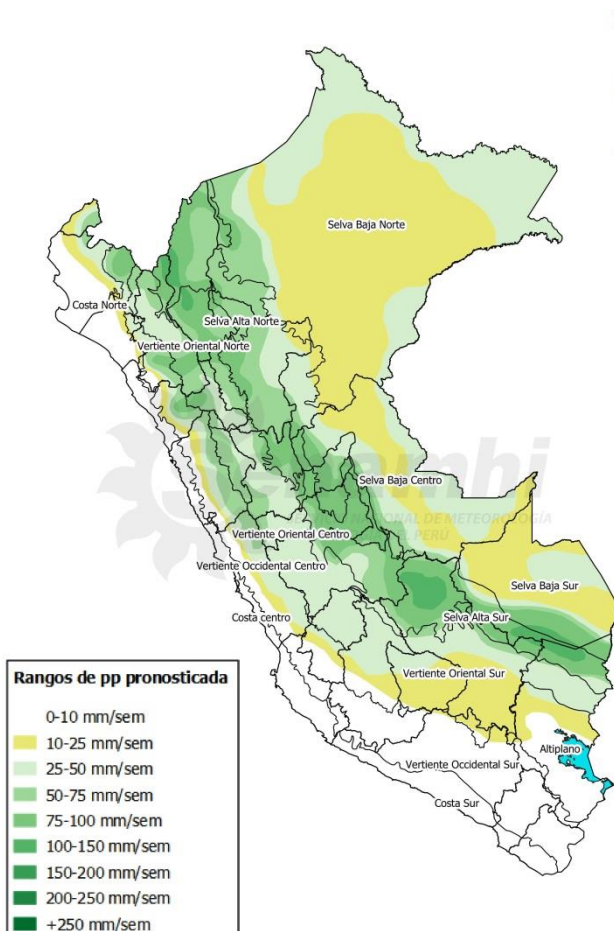 Selva Baja Norte
Costa Norte
Selva Alta Norte
Vertiente Oriental Norte
Selva Baja Centro
NACIONAL DE METEOROLOGÍA
PERÚ
Vertiente Oriental Centro
Vertiente Occidental Centro
Selva Baja Sur
Costa centro
Selva Alta Sur
Vertiente Oriental Sur
Altiplano
Vertiente Occidental Sur
Costa Sur
Rangos de pp pronosticada
0-10 mm/sem
10-25 mm/sem
25-50 mm/sem
50-75 mm/sem
75-100 mm/sem
100-150 mm/sem
150-200 mm/sem
200-250 mm/sem
+250 mm/sem